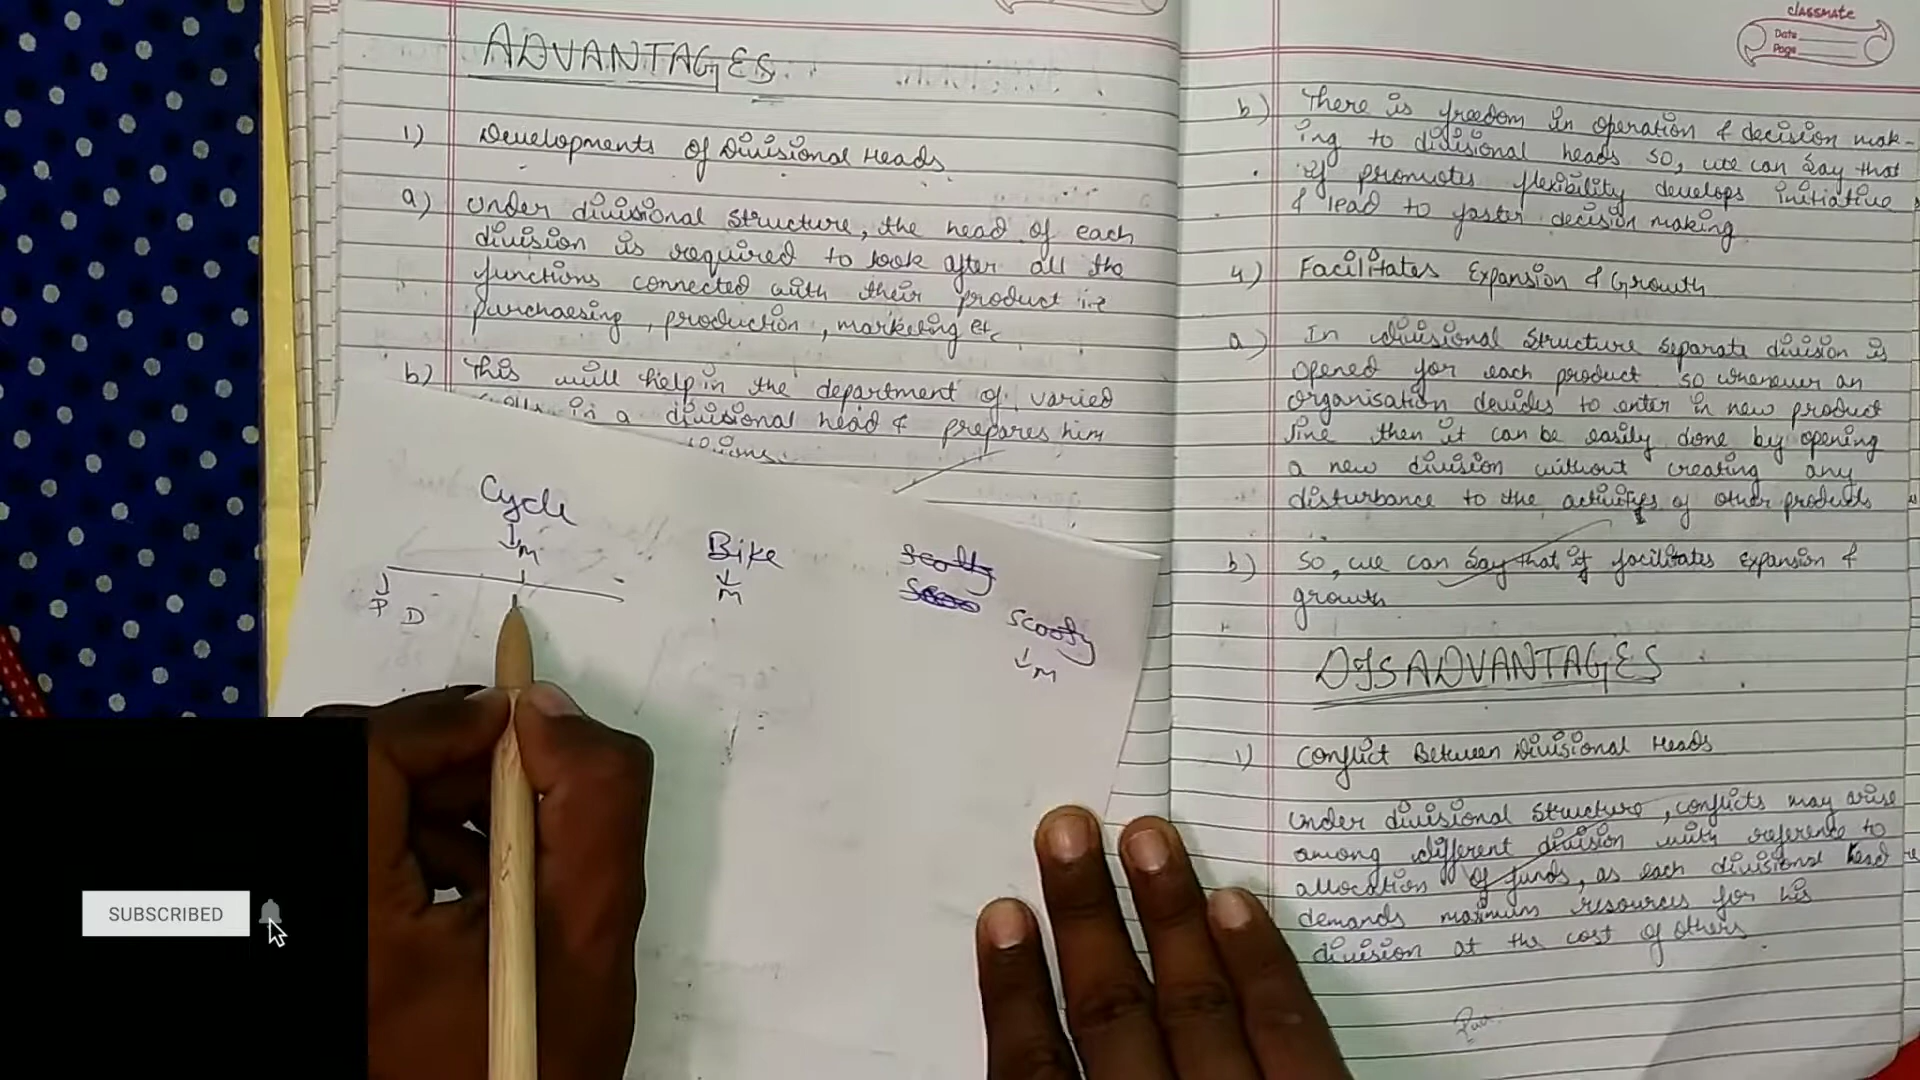 ADVANTAGES
1) Developments of Divisional Heads
a) Under divisional structure, the head of each
division is required to look after all the
functions connected with their product i.e
purchaesing, production, marketing etc
b) This will help in the department of varied
in a divisional head & prepares him
Cycle
M
P
D
Bike
M
Scooty
M
classmate
Date
Page
b) There is freedom in operation & decision mak-
ing to divisional heads so, we can say that
if promotes flexibility develops initiative
& lead to faster decision making
4) Facilitates Expansion & Growth
a) In divisional structure separate division is
opened for each product so whenever an
organisation decides to enter in new product
line then it can be easily done by opening
a new division without creating any
disturbance to the activities of other products
b) So, we can say that if facilitates expansion &
growth
DISADVANTAGES
1) Conflict Between Divisional Heads
Under divisional structure, conflicts may arise
among different division with reference to
allocation of funds, as each divisional head
demands maximum resources for his
division at the cost of others
SUBSCRIBED